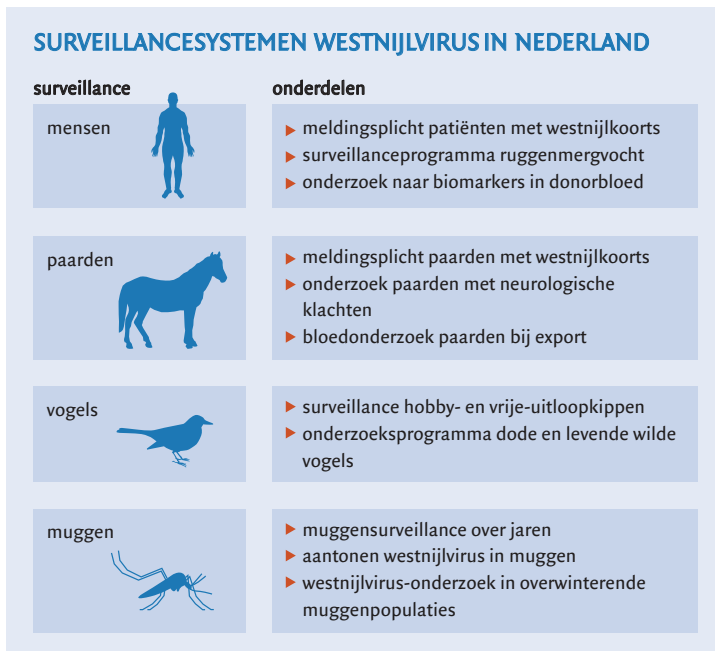 SURVEILLANCESYSTEMEN WESTNIJLVIRUS IN NEDERLAND
surveillance
onderdelen
mensen
meldingsplicht patiënten met westnijlkoorts
surveillanceprogramma ruggenmergvocht
onderzoek naar biomarkers in donorbloed
paarden
meldingsplicht paarden met westnijlkoorts
onderzoek paarden met neurologische
klachten
bloedonderzoek paarden bij export
vogels
surveillance hobby- en vrije-uitloopkippen
onderzoeksprogramma dode en levende wilde
vogels
muggen
muggensurveillance over jaren
aantonen westnijlvirus in muggen
westnijlvirus-onderzoek in overwinterende
muggenpopulaties